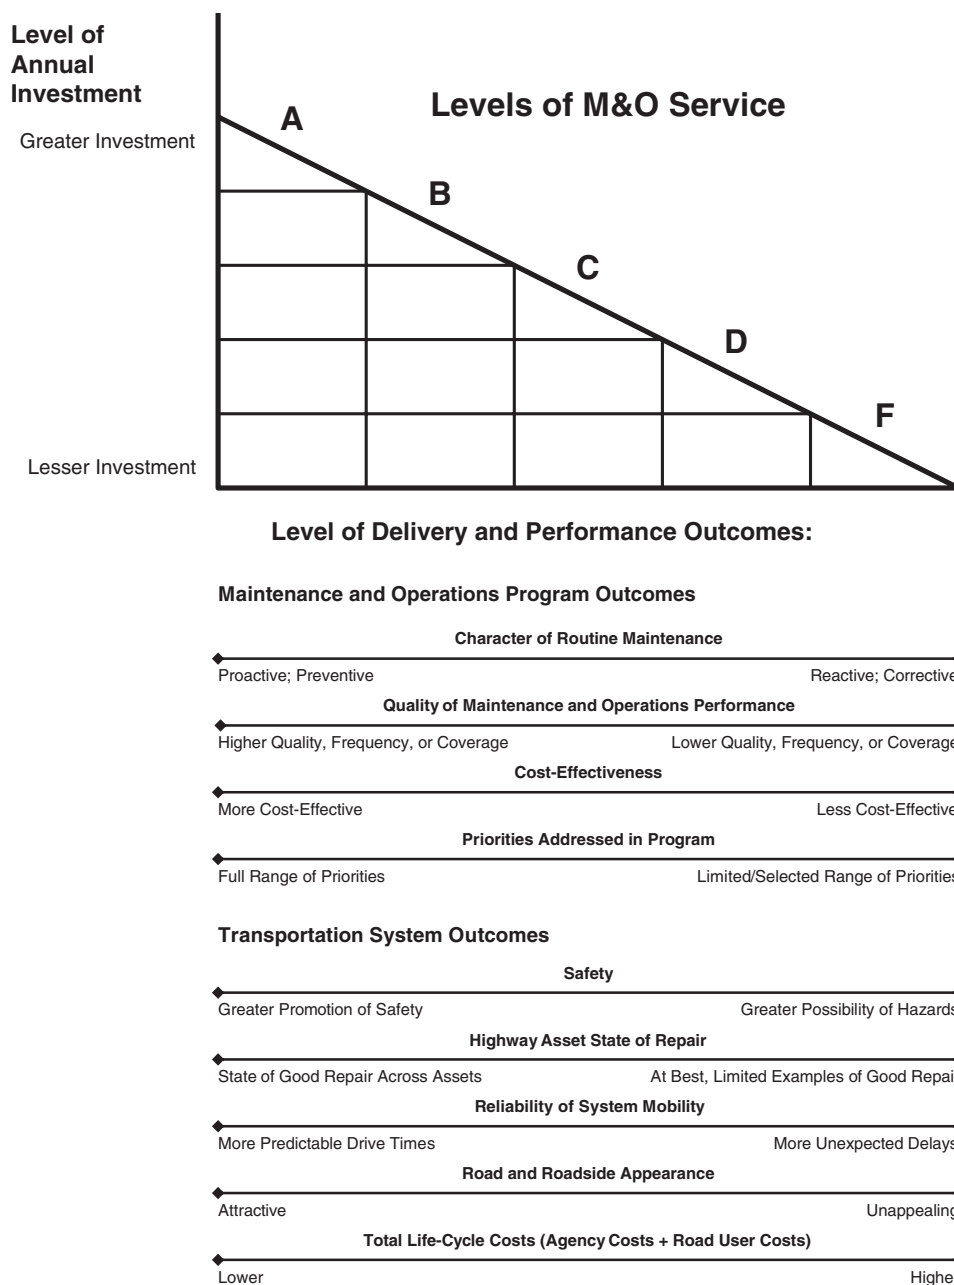 Level of
Annual
Investment
Greater Investment
Lesser Investment
Levels of M&O Service
A
B
C
D
F
Level of Delivery and Performance Outcomes:
Maintenance and Operations Program Outcomes
Character of Routine Maintenance
Proactive; Preventive Reactive; Corrective
Quality of Maintenance and Operations Performance
Higher Quality, Frequency, or Coverage Lower Quality, Frequency, or Coverage
Cost-Effectiveness
More Cost-Effective Less Cost-Effective
Priorities Addressed in Program
Full Range of Priorities Limited/Selected Range of Priorities
Transportation System Outcomes
Safety
Greater Promotion of Safety Greater Possibility of Hazards
Highway Asset State of Repair
State of Good Repair Across Assets At Best, Limited Examples of Good Repair
Reliability of System Mobility
More Predictable Drive Times More Unexpected Delays
Road and Roadside Appearance
Attractive Unappealing
Total Life-Cycle Costs (Agency Costs + Road User Costs)
Lower Higher